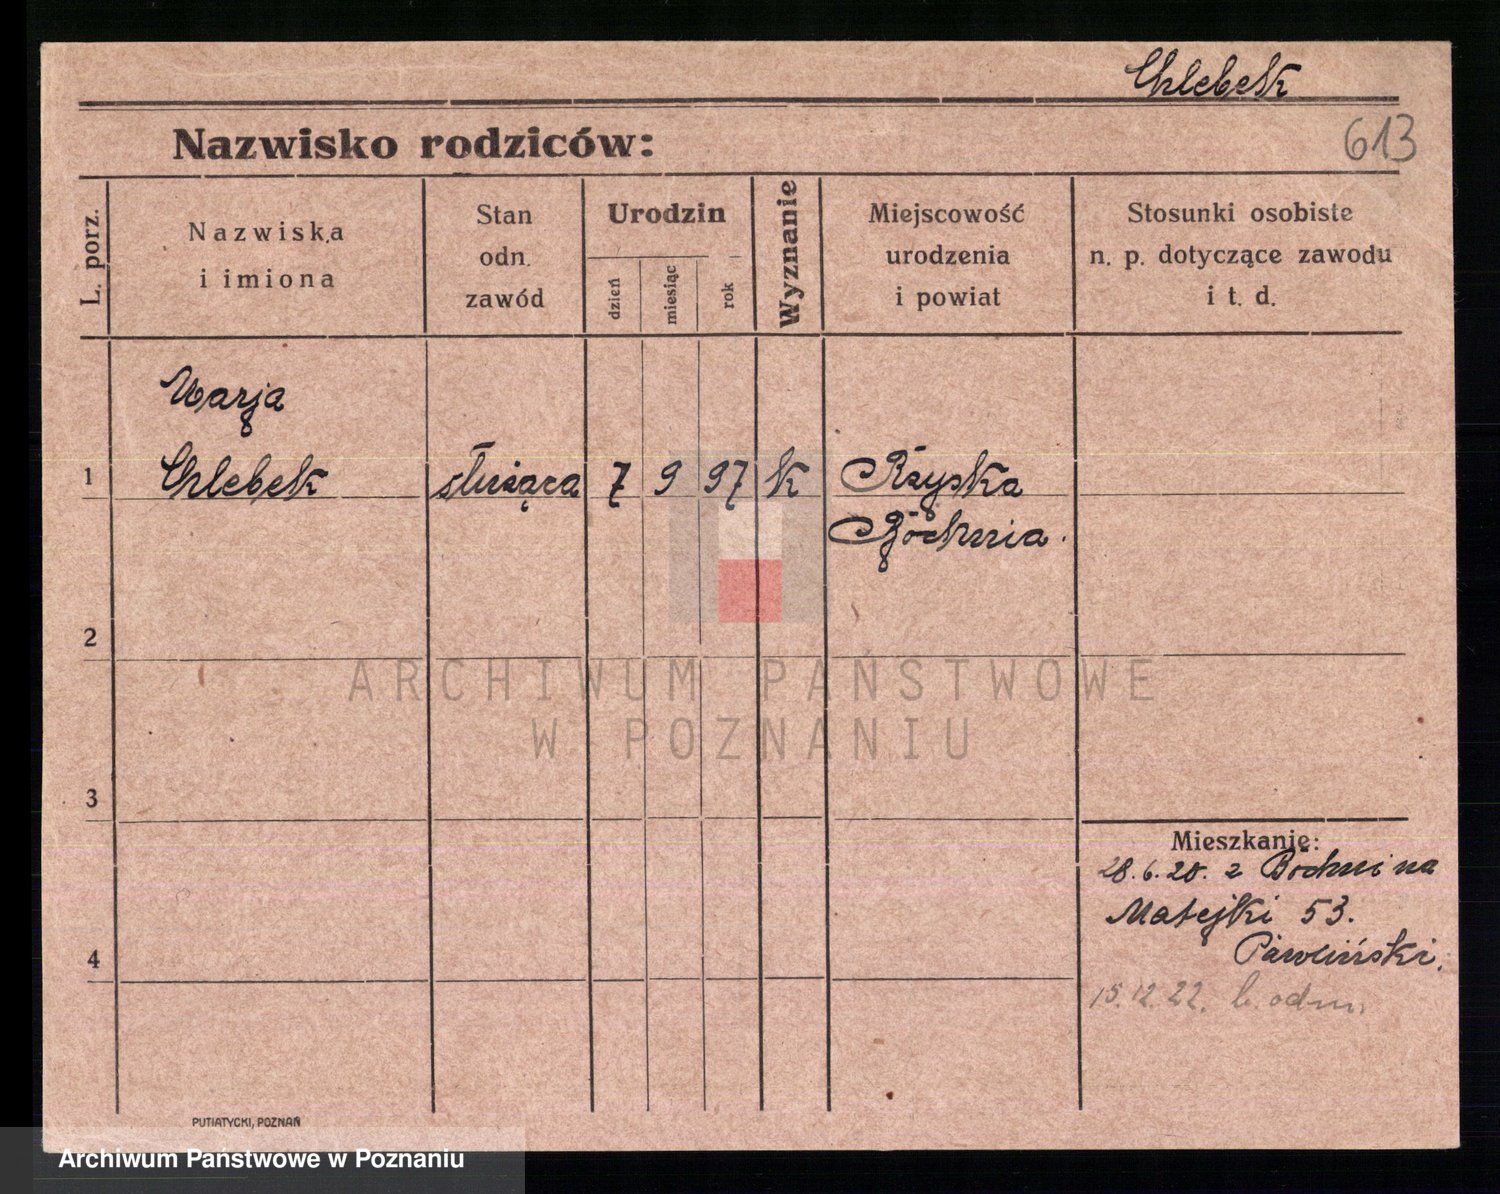 Chlebek
Nazwisko rodziców:
613
L. porz.
Nazwiska
i imiona
Stan
odn.
zawód
Urodzin
dzień
miesiąc
rok
Wyznanie
Miejscowość
urodzenia
i powiat
Stosunki osobiste
n. p. dotyczące zawodu
i t. d.
Marja
1 Chlebek służąca 7 9 97 k Rzyska
Bochnia.
2
3
4
Mieszkanie:
28.6.20. z Bochni na
Matejki 53.
Pawliński.
15.12.22. b. odm.
PUTIATYCKI, POZNAŃ
ARCHIWUM PAŃSTWOWE
W POZNANIU
Archiwum Państwowe w Poznaniu